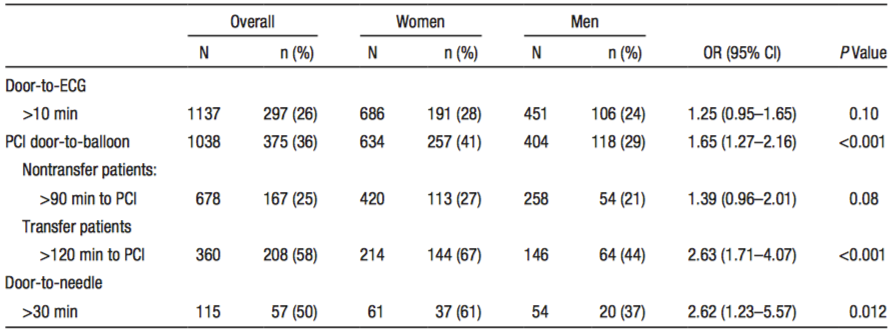 Overall Women Men
N n (%) N n (%) N n (%) OR (95% CI) P Value
Door-to-ECG
>10 min 1137 297 (26) 686 191 (28) 451 106 (24) 1.25 (0.95–1.65) 0.10
PCI door-to-balloon 1038 375 (36) 634 257 (41) 404 118 (29) 1.65 (1.27–2.16) <0.001
Nontransfer patients:
>90 min to PCI 678 167 (25) 420 113 (27) 258 54 (21) 1.39 (0.96–2.01) 0.08
Transfer patients
>120 min to PCI 360 208 (58) 214 144 (67) 146 64 (44) 2.63 (1.71–4.07) <0.001
Door-to-needle
>30 min 115 57 (50) 61 37 (61) 54 20 (37) 2.62 (1.23–5.57) 0.012